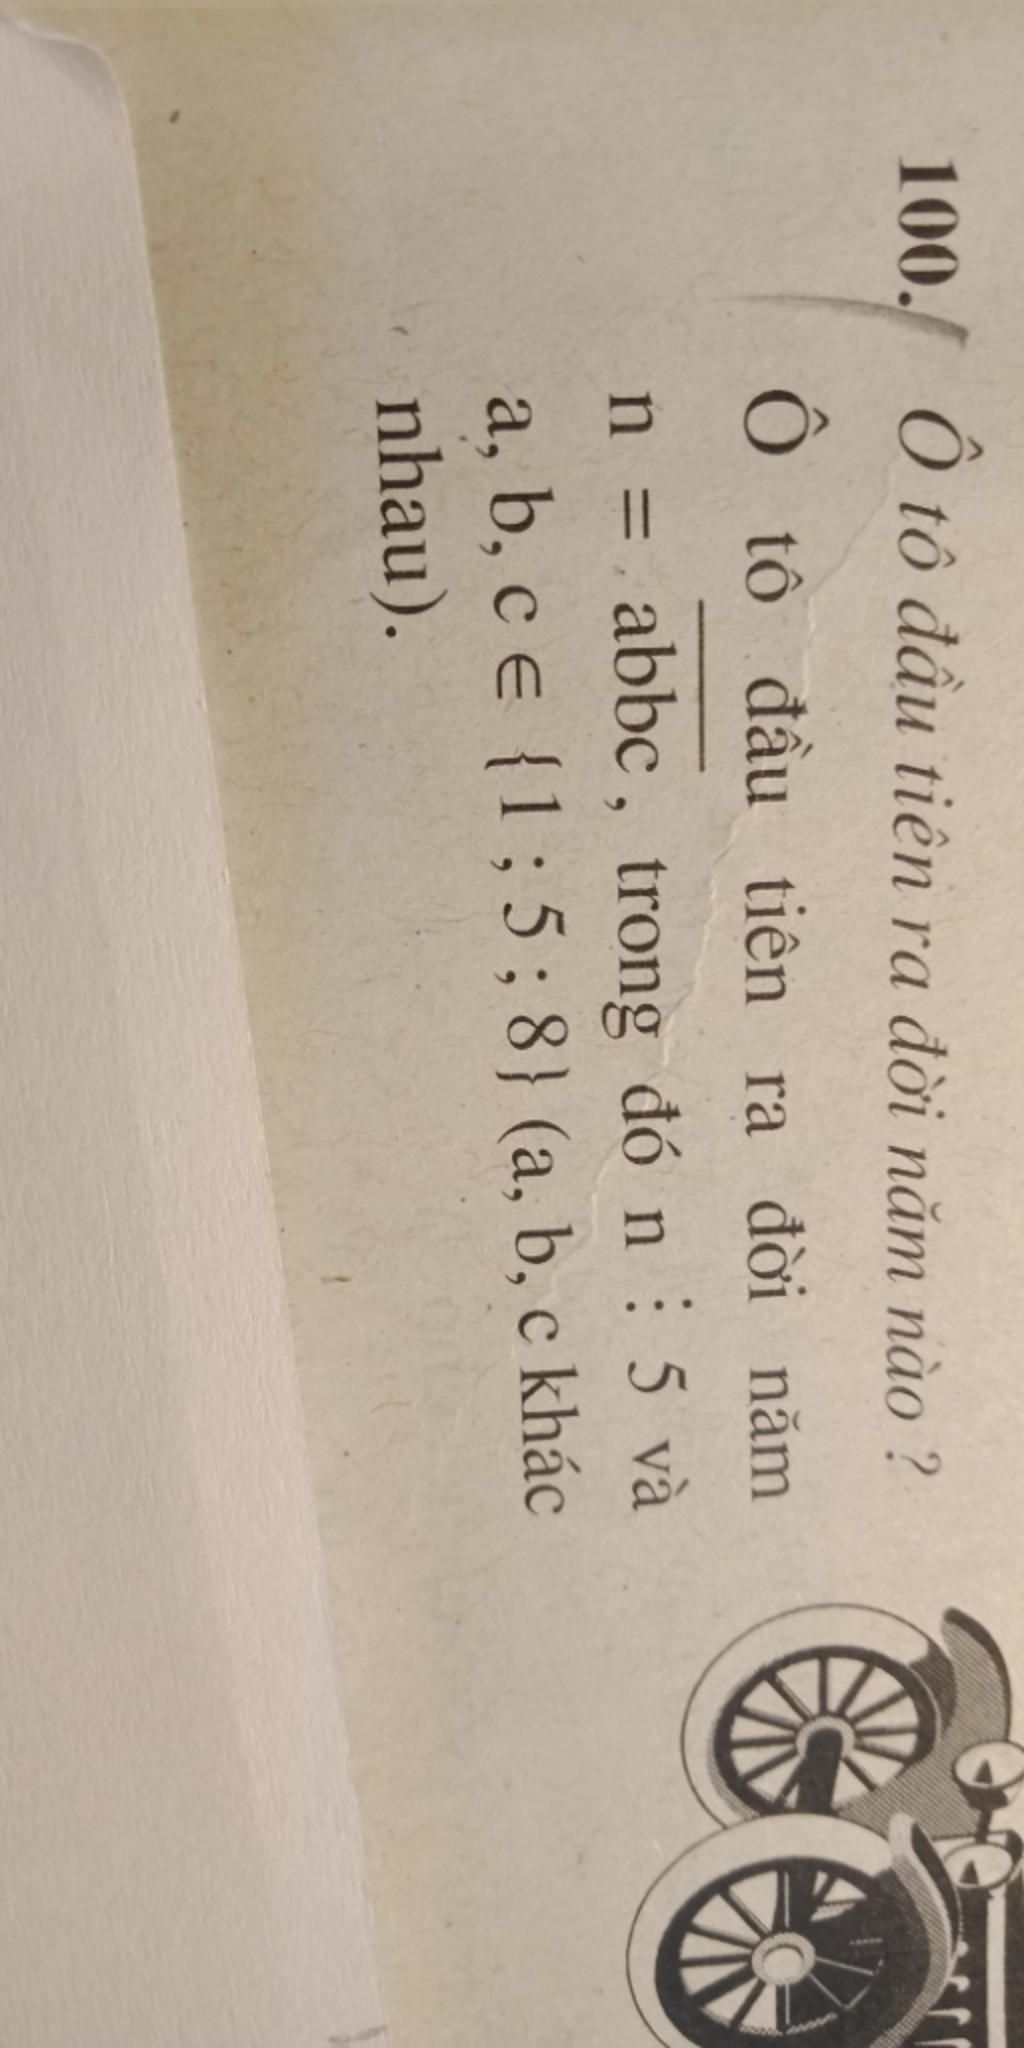 100. Ô tô đầu tiên ra đời năm nào ?
Ô tô đầu tiên ra đời năm
n = abbc, trong đó n ⋮ 5 và
a, b, c ∈ {1 ; 5 ; 8} (a, b, c khác
nhau).